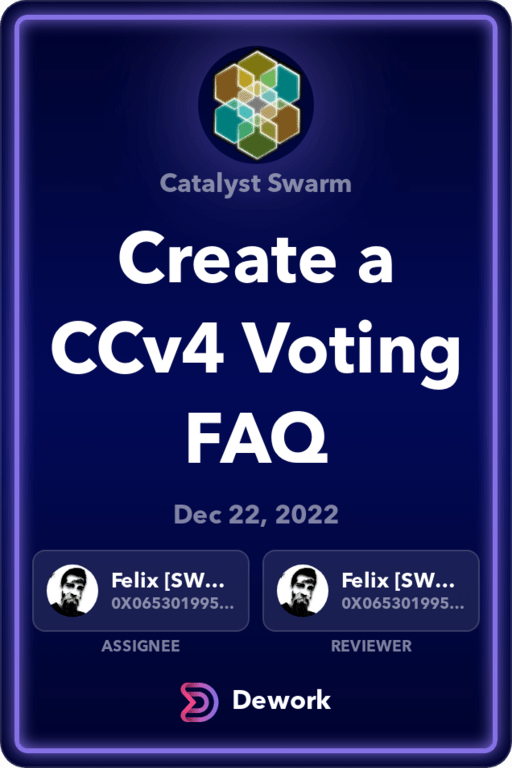 Catalyst Swarm
Create a
CCv4 Voting
FAQ
Dec 22, 2022
Felix [SW...
0X065301995...
ASSIGNEE
Felix [SW...
0X065301995...
REVIEWER
Dework